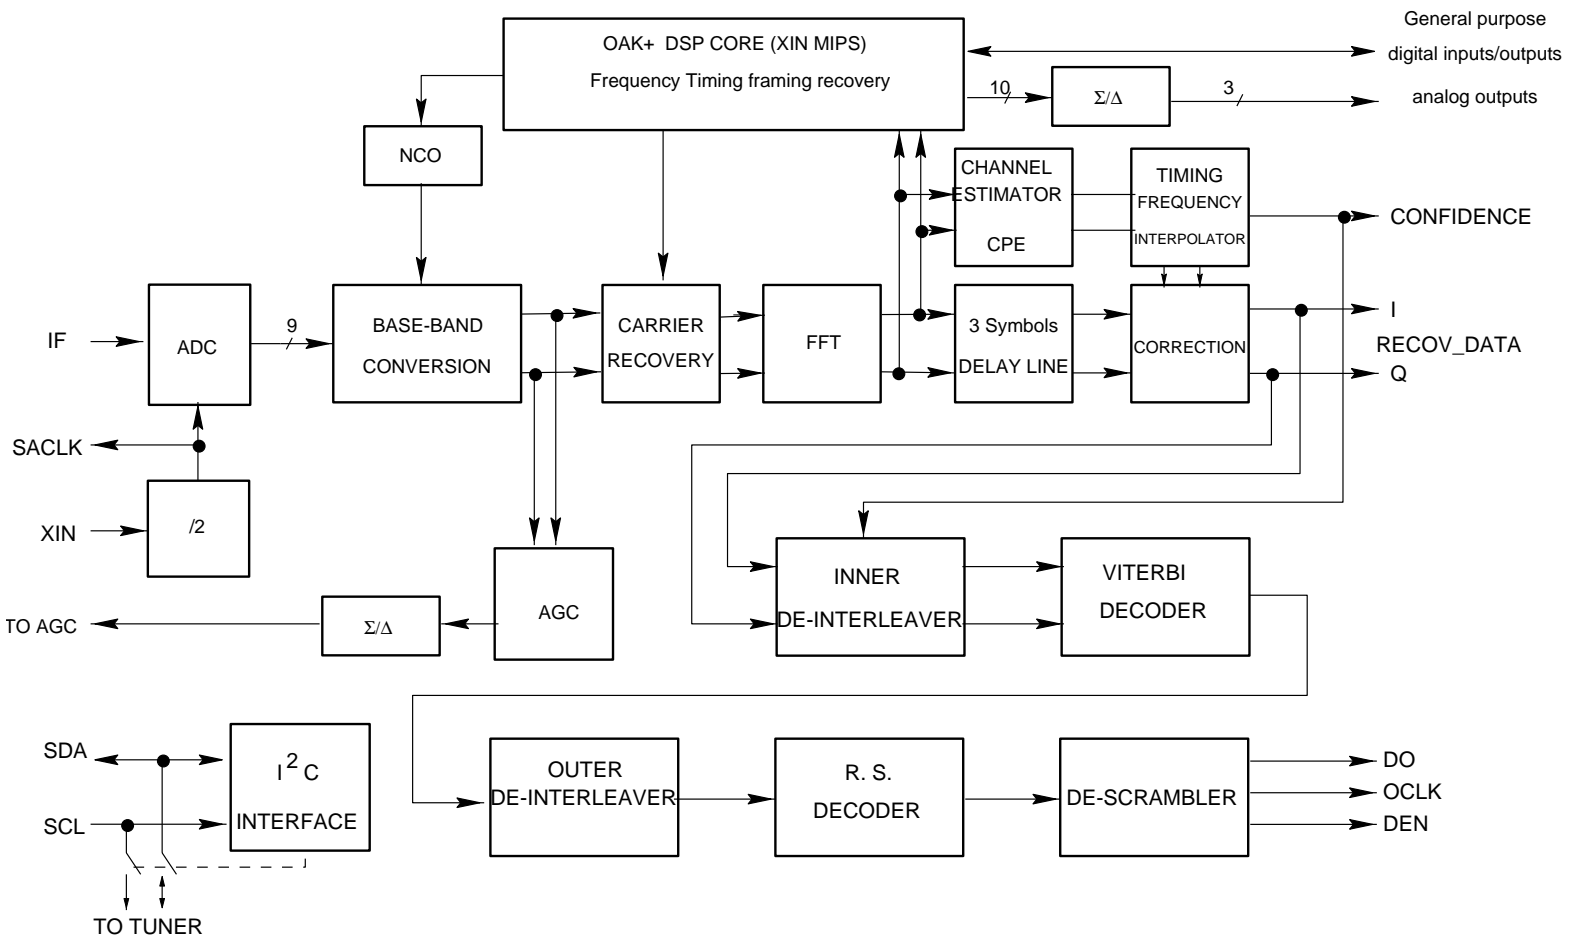 General purpose
OAK+ DSP CORE (XIN MIPS)
digital inputs/outputs
Frequency Timing framing recovery
10
Σ/Δ
3
analog outputs
NCO
CHANNEL
ESTIMATOR
CPE
TIMING
FREQUENCY
INTERPOLATOR
CONFIDENCE
IF
ADC
9
BASE-BAND
CONVERSION
CARRIER
RECOVERY
FFT
3 Symbols
DELAY LINE
CORRECTION
I
RECOV_DATA
Q
SACLK
XIN
/2
TO AGC
Σ/Δ
AGC
INNER
DE-INTERLEAVER
VITERBI
DECODER
SDA
SCL
I2C
INTERFACE
OUTER
DE-INTERLEAVER
R. S.
DECODER
DE-SCRAMBLER
DO
OCLK
DEN
TO TUNER